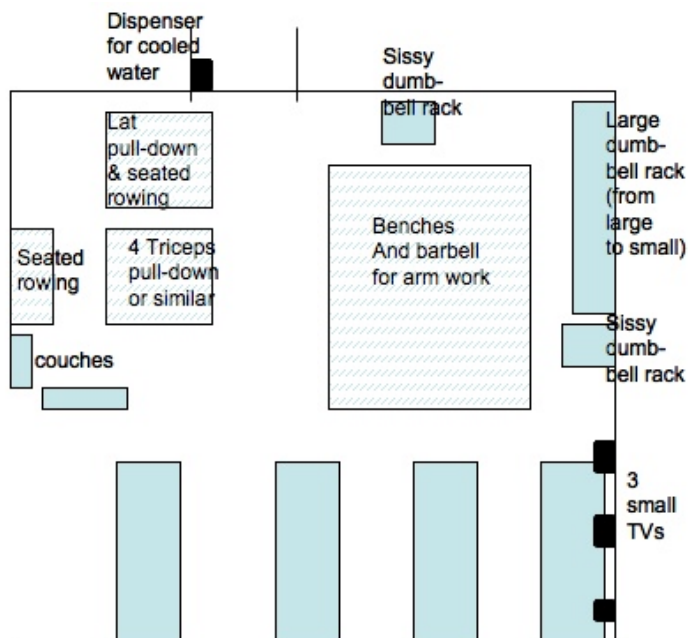 Dispenser
for cooled
water
Sissy
dumb-
bell rack
Lat
pull-down
& seated
rowing
Large
dumb-
bell rack
(from
large
to small)
Benches
And barbell
for arm work
Seated
rowing
4 Triceps
pull-down
or similar
Sissy
dumb-
bell rack
couches
3
small
TVs